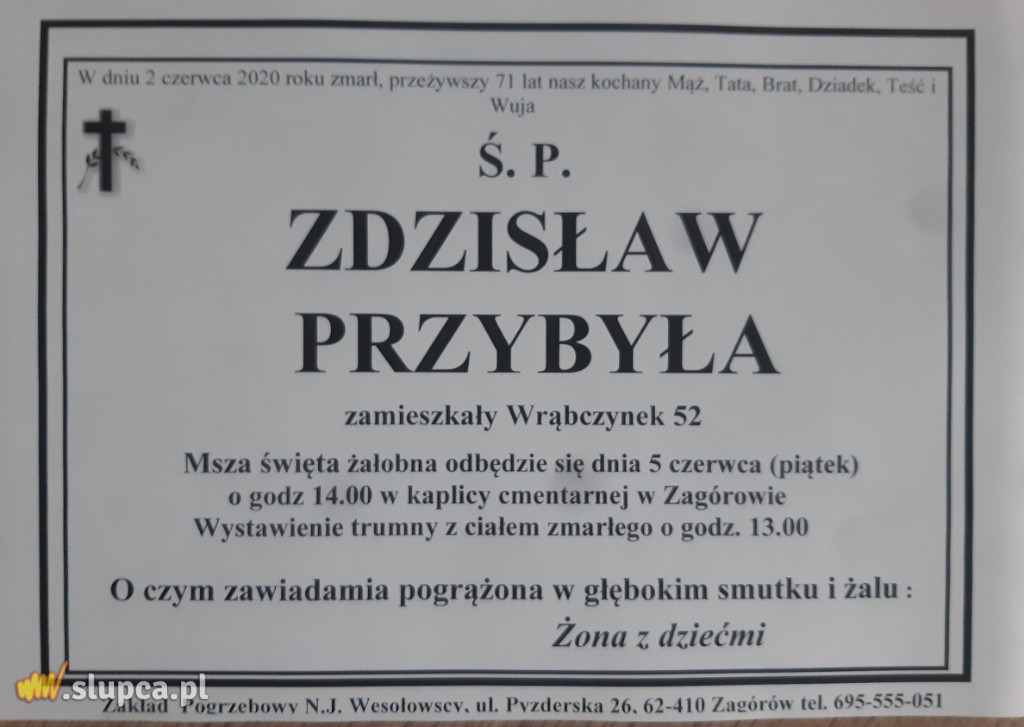 W dniu 2 czerwca 2020 roku zmarł, przeżywszy 71 lat nasz kochany Mąż, Tata, Brat, Dziadek, Teść i
Wuja
Ś. P.
ZDZISŁAW
PRZYBYŁA
zamieszkały Wrąbczynek 52
Msza święta żałobna odbędzie się dnia 5 czerwca (piątek)
o godz 14.00 w kaplicy cmentarnej w Zagórowie
Wystawienie trumny z ciałem zmarłego o godz. 13.00
O czym zawiadamia pogrążona w głębokim smutku i żalu :
Żona z dziećmi
www.slupca.pl
Zakład Pogrzebowy N.J. Wesołowscy, ul. Pyzderska 26, 62-410 Zagórów tel. 695-555-051